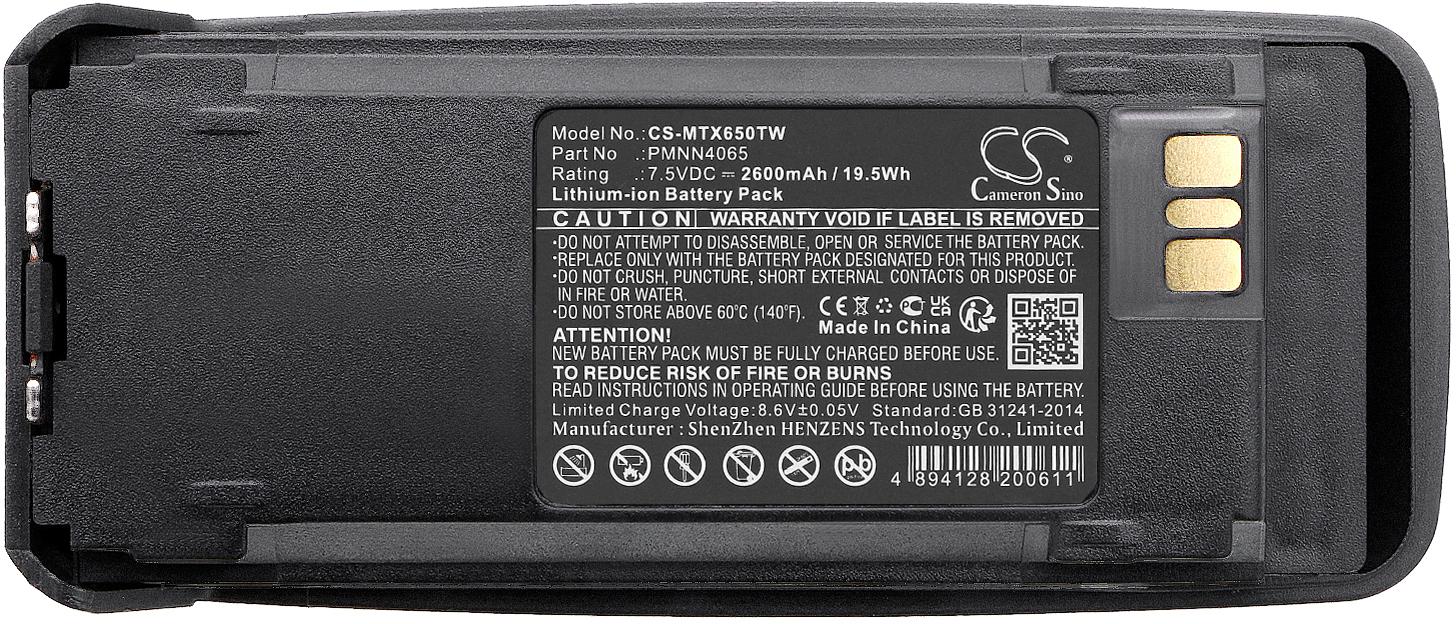 Model No.:CS-MTX650TW
Part No .:PMNN4065
Rating .:7.5VDC ⎓ 2600mAh / 19.5Wh
Lithium-ion Battery Pack
CS®
Cameron Sino
CAUTION| WARRANTY VOID IF LABEL IS REMOVED
•DO NOT ATTEMPT TO DISASSEMBLE, OPEN OR SERVICE THE BATTERY PACK.
•REPLACE ONLY WITH THE BATTERY PACK DESIGNATED FOR THIS PRODUCT.
•DO NOT CRUSH, PUNCTURE, SHORT EXTERNAL CONTACTS OR DISPOSE OF
IN FIRE OR WATER.
•DO NOT STORE ABOVE 60°C (140°F).
CE UKCA
Made In China
ATTENTION!
NEW BATTERY PACK MUST BE FULLY CHARGED BEFORE USE.
TO REDUCE RISK OF FIRE OR BURNS
READ INSTRUCTIONS IN OPERATING GUIDE BEFORE USING THE BATTERY.
Limited Charge Voltage:8.6V±0.05V Standard:GB 31241-2014
Manufacturer : ShenZhen HENZENS Technology Co., Limited
pb
4 894128 200611